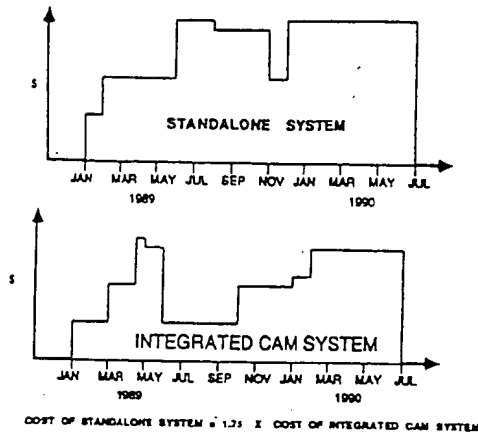 $
STANDALONE SYSTEM
JAN MAR MAY JUL SEP NOV JAN MAR MAY JUL
1989 1990
$
INTEGRATED CAM SYSTEM
JAN MAR MAY JUL SEP NOV JAN MAR MAY JUL
1989 1990
COST OF STANDALONE SYSTEM = 1.75 X COST OF INTEGRATED CAM SYSTEM